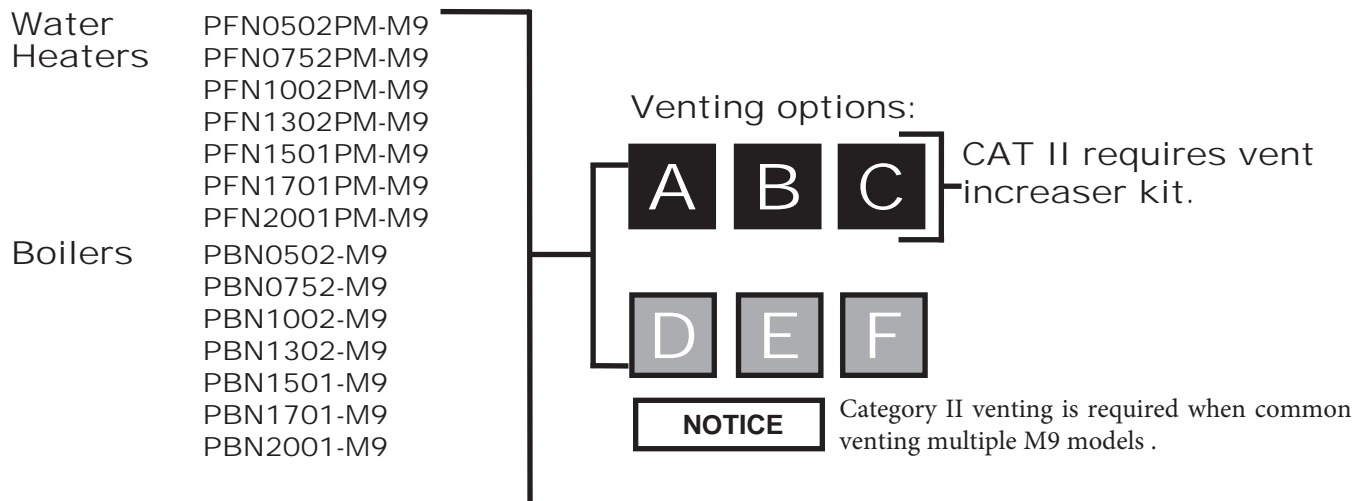 Water
Heaters
PFN0502PM-M9
PFN0752PM-M9
PFN1002PM-M9
PFN1302PM-M9
PFN1501PM-M9
PFN1701PM-M9
PFN2001PM-M9
Boilers
PBN0502-M9
PBN0752-M9
PBN1002-M9
PBN1302-M9
PBN1501-M9
PBN1701-M9
PBN2001-M9
Venting options:
A B C
CAT II requires vent
increaser kit.
D E F
NOTICE
Category II venting is required when common
venting multiple M9 models .